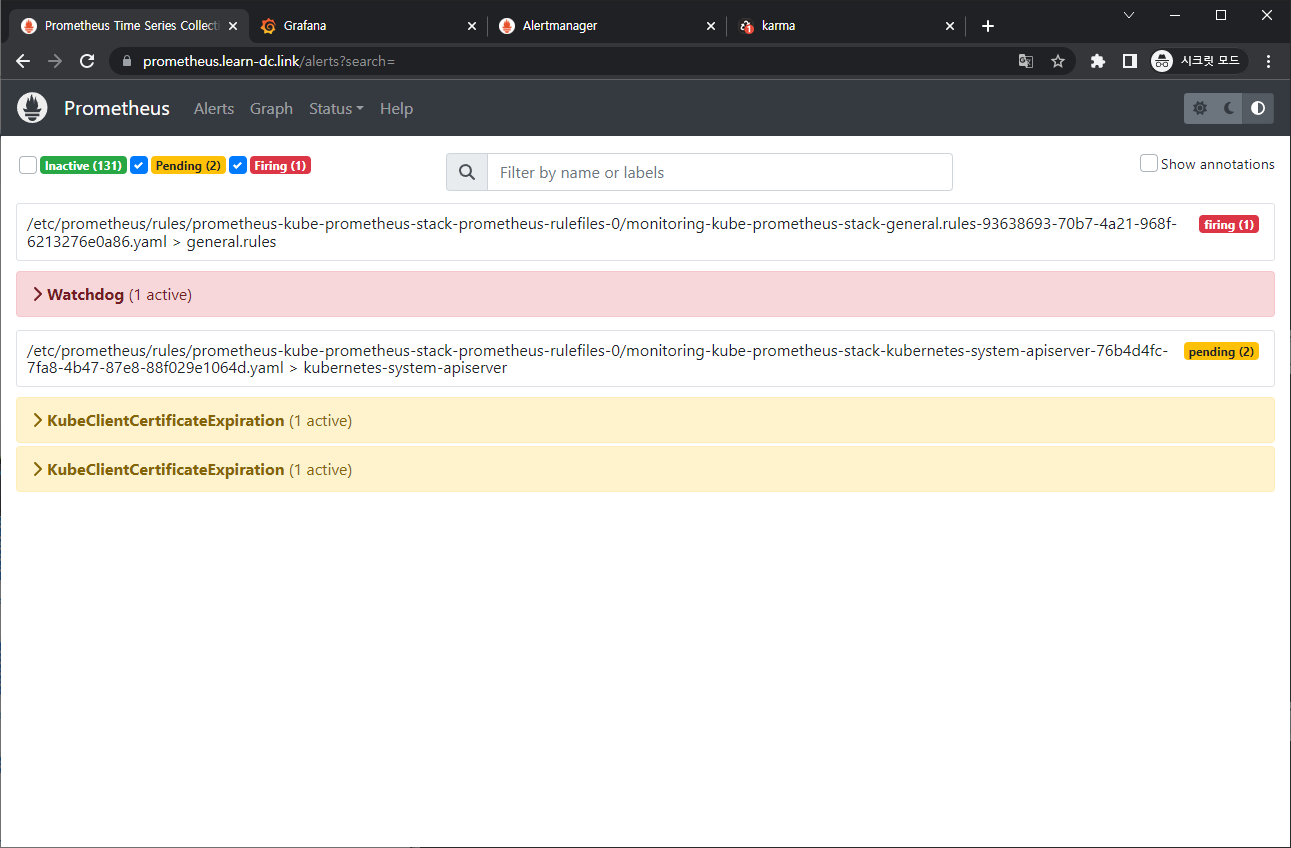 Prometheus Time Series Collecti
Grafana
Alertmanager
karma
prometheus.learn-dc.link/alerts?search=
시크릿 모드
Prometheus
Alerts
Graph
Status
Help
Inactive (131)
Pending (2)
Firing (1)
Filter by name or labels
Show annotations
/etc/prometheus/rules/prometheus-kube-prometheus-stack-prometheus-rulefiles-0/monitoring-kube-prometheus-stack-general.rules-93638693-70b7-4a21-968f-
6213276e0a86.yaml > general.rules
firing (1)
Watchdog (1 active)
/etc/prometheus/rules/prometheus-kube-prometheus-stack-prometheus-rulefiles-0/monitoring-kube-prometheus-stack-kubernetes-system-apiserver-76b4d4fc-
7fa8-4b47-87e8-88f029e1064d.yaml > kubernetes-system-apiserver
pending (2)
KubeClientCertificateExpiration (1 active)
KubeClientCertificateExpiration (1 active)